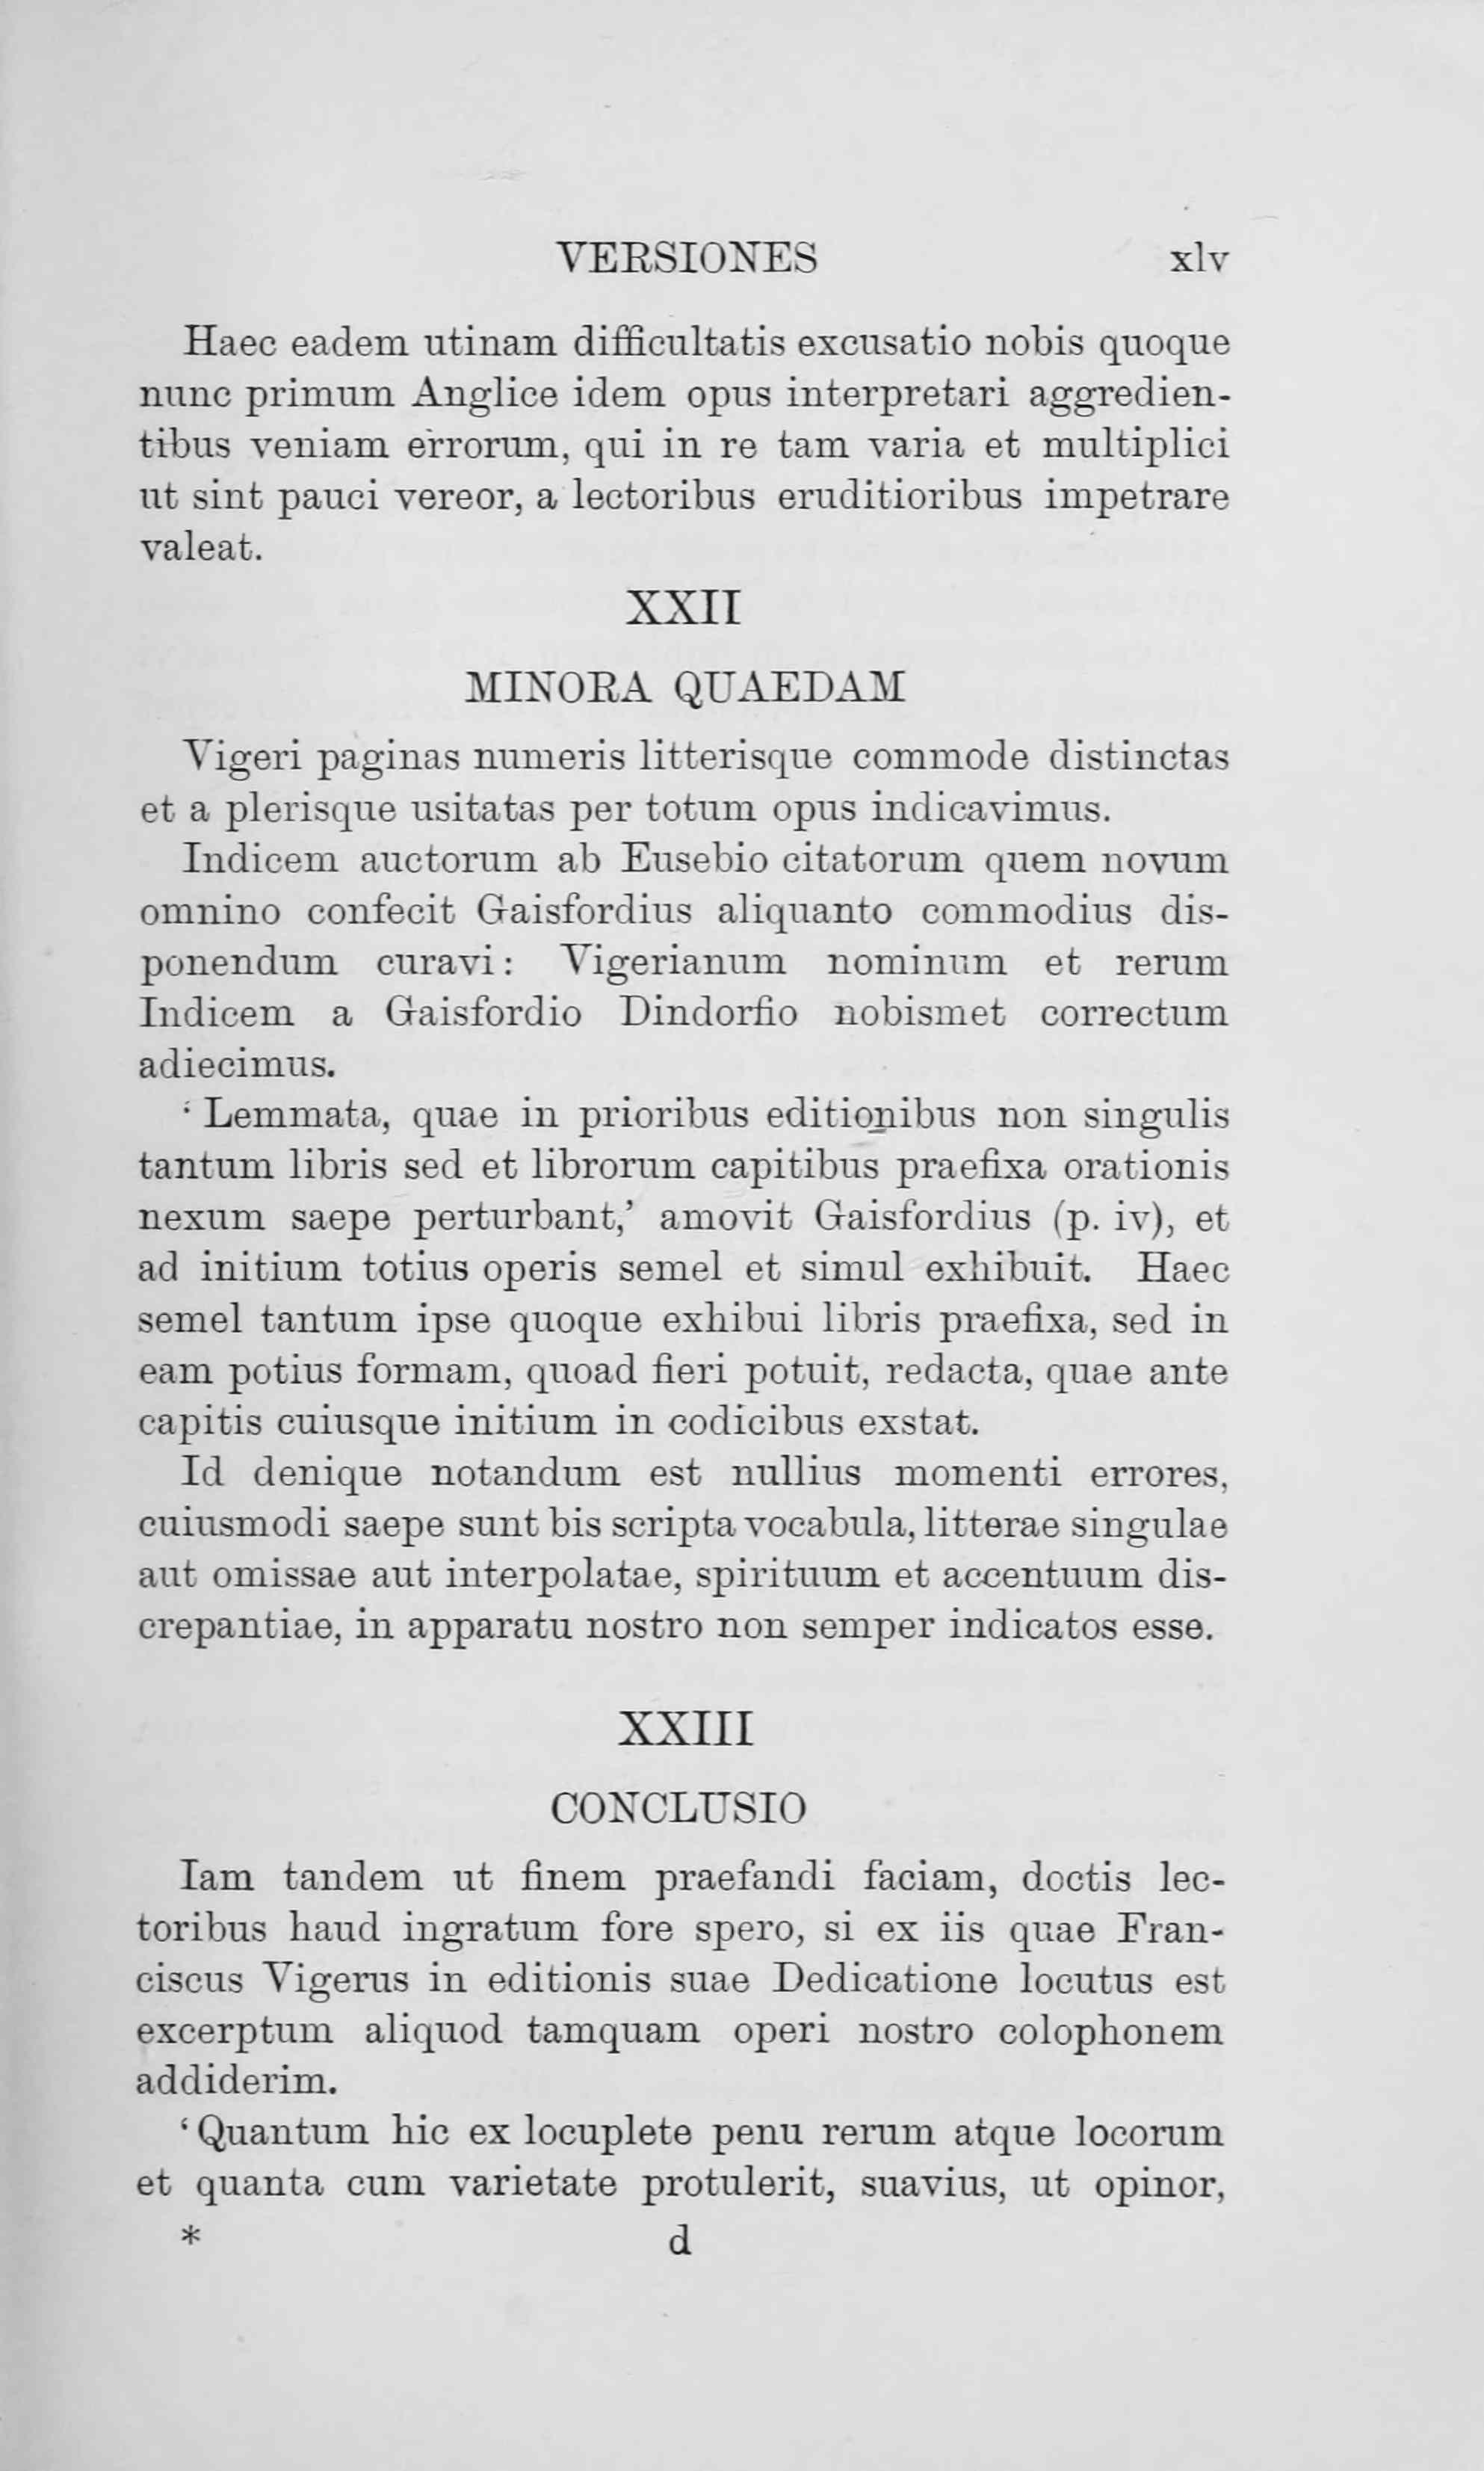 VERSIONES xlv
Haec eadem utinam difficultatis excusatio nobis quoque
nunc primum Anglice idem opus interpretari aggredien-
tibus veniam errorum, qui in re tam varia et multiplici
ut sint pauci vereor, a lectoribus eruditioribus impetrare
valeat.
XXII
MINORA QUAEDAM
Vigeri paginas numeris litterisque commode distinctas
et a plerisque usitatas per totum opus indicavimus.
Indicem auctorum ab Eusebio citatorum quem novum
omnino confecit Gaisfordius aliquanto commodius dis-
ponendum curavi: Vigerianum nominum et rerum
Indicem a Gaisfordio Dindorfio nobismet correctum
adiecimus.
‘Lemmata, quae in prioribus editionibus non singulis
tantum libris sed et librorum capitibus praefixa orationis
nexum saepe perturbant,’ amovit Gaisfordius (p. iv), et
ad initium totius operis semel et simul exhibuit. Haec
semel tantum ipse quoque exhibui libris praefixa, sed in
eam potius formam, quoad fieri potuit, redacta, quae ante
capitis cuiusque initium in codicibus exstat.
Id denique notandum est nullius momenti errores,
cuiusmodi saepe sunt bis scripta vocabula, litterae singulae
aut omissae aut interpolatae, spirituum et accentuum dis-
crepantiae, in apparatu nostro non semper indicatos esse.
XXIII
CONCLUSIO
Iam tandem ut finem praefandi faciam, doctis lec-
toribus haud ingratum fore spero, si ex iis quae Fran-
ciscus Vigerus in editionis suae Dedicatione locutus est
excerptum aliquod tamquam operi nostro colophonem
addiderim.
‘Quantum hic ex locuplete penu rerum atque locorum
et quanta cum varietate protulerit, suavius, ut opinor,
* d